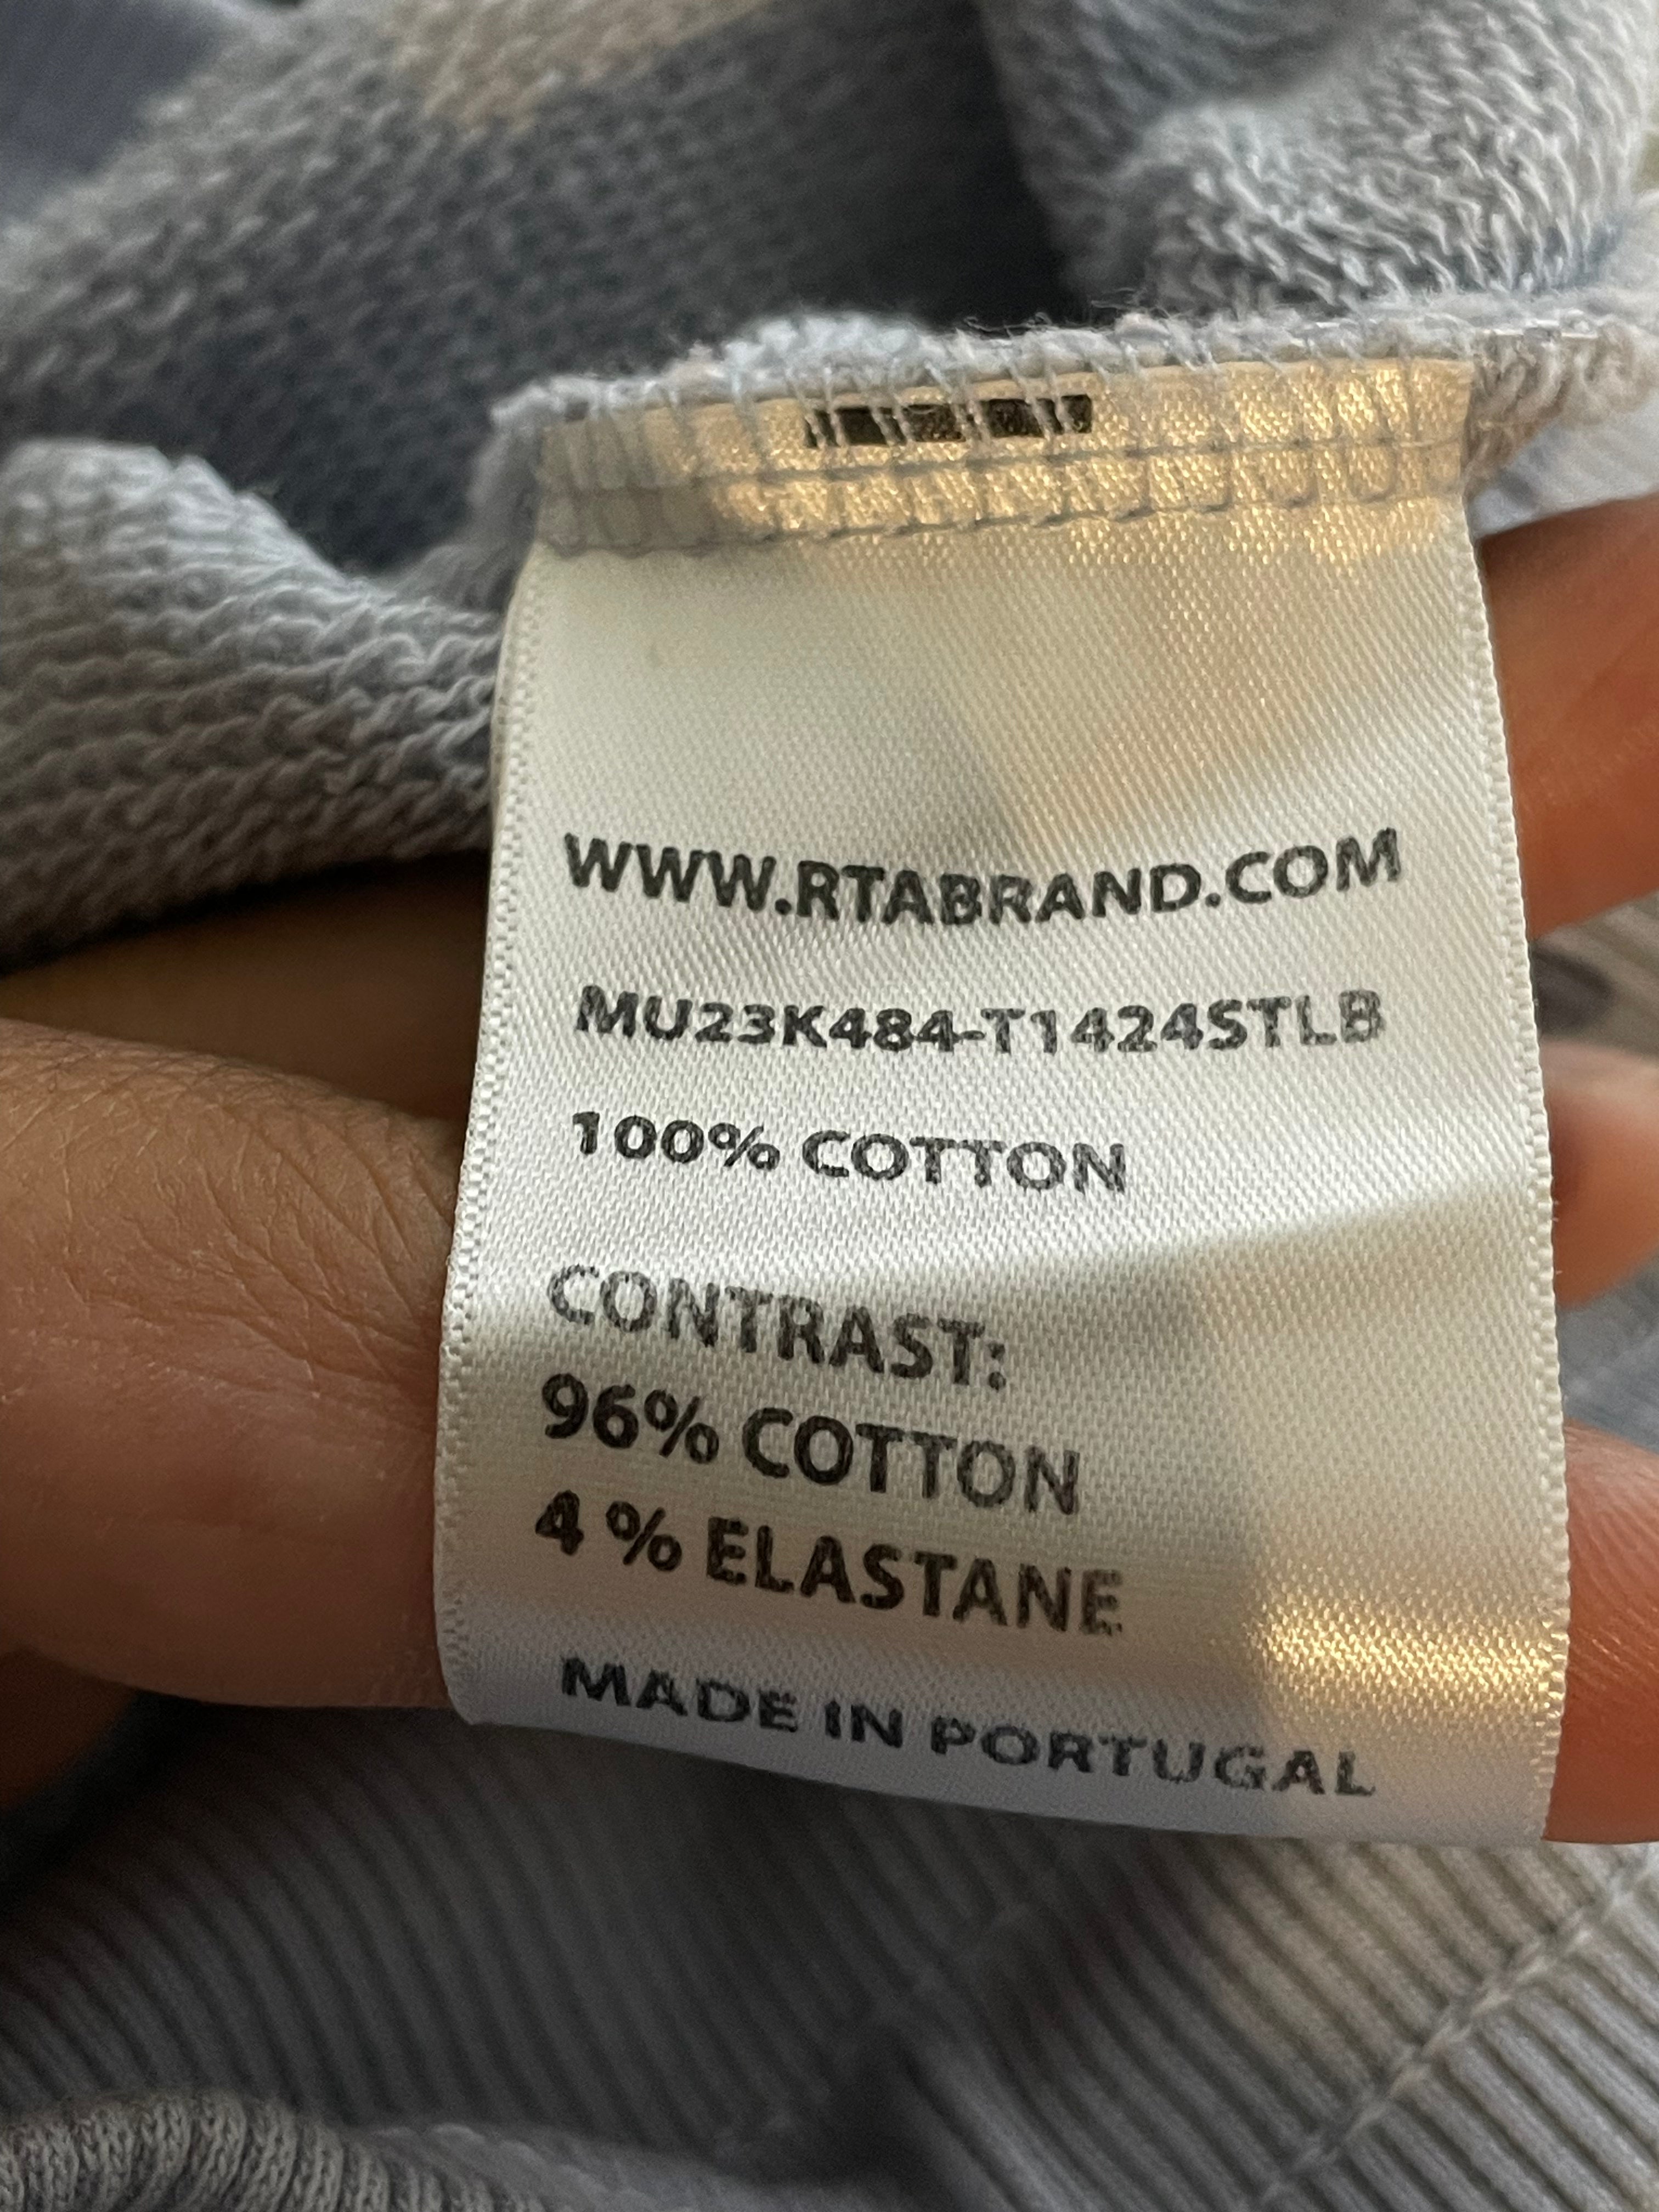 WWW.RTABRAND.COM
MU23K484-T1424STLB
100% COTTON
CONTRAST:
96% COTTON
4 % ELASTANE
MADE IN PORTUGAL